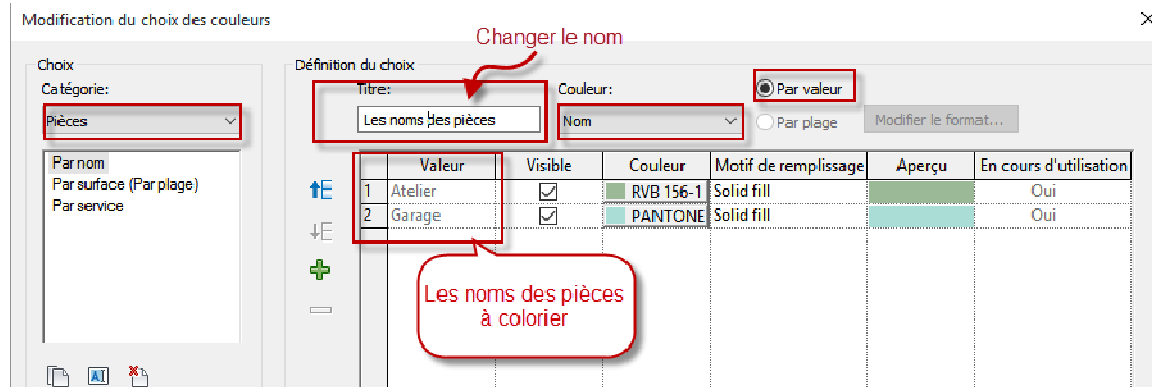 Modification du choix des couleurs
Changer le nom
Choix
Définition du choix
Catégorie:
Titre:
Couleur:
Par valeur
Pièces
Les noms des pièces
Nom
Par plage
Modifier le format...
Par nom
Par surface (Par plage)
Par service
Valeur
Visible
Couleur
Motif de remplissage
Aperçu
En cours d'utilisation
1
Atelier
RVB 156-1
Solid fill
Oui
2
Garage
PANTONE
Solid fill
Oui
Les noms des pièces
à colorier
AI